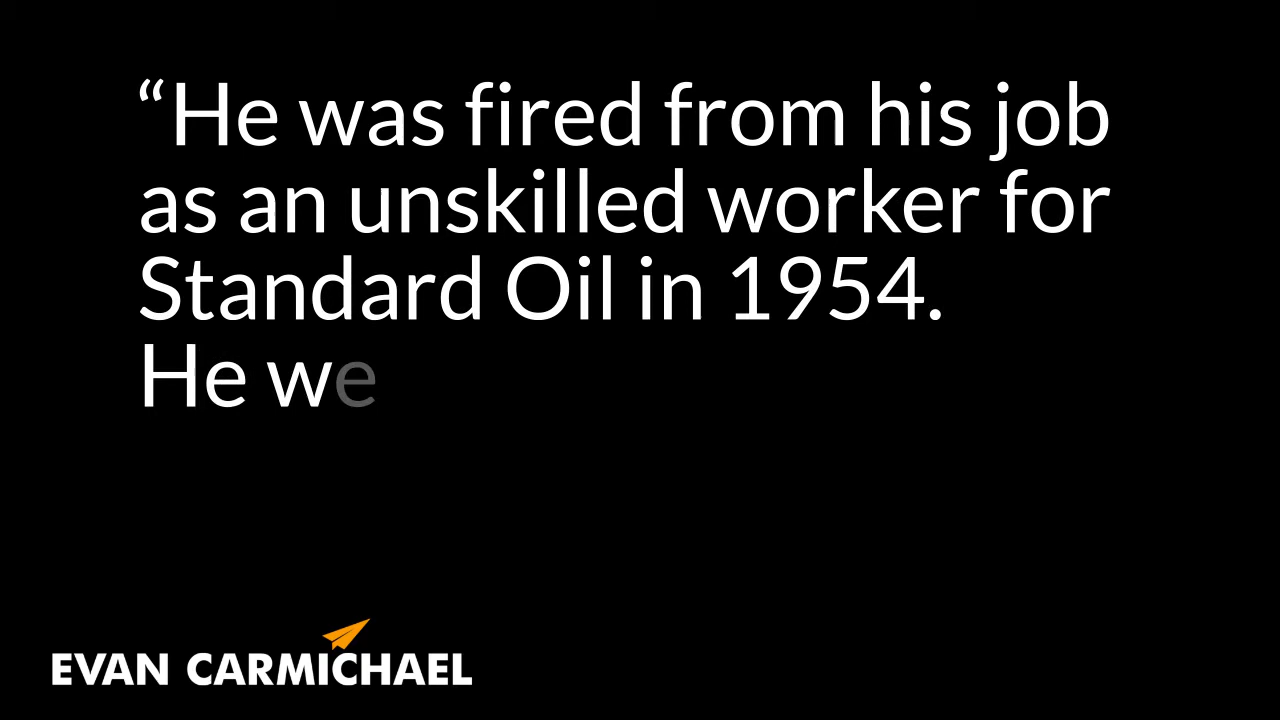 “He was fired from his job
as an unskilled worker for
Standard Oil in 1954.
He we
EVAN CARMICHAEL